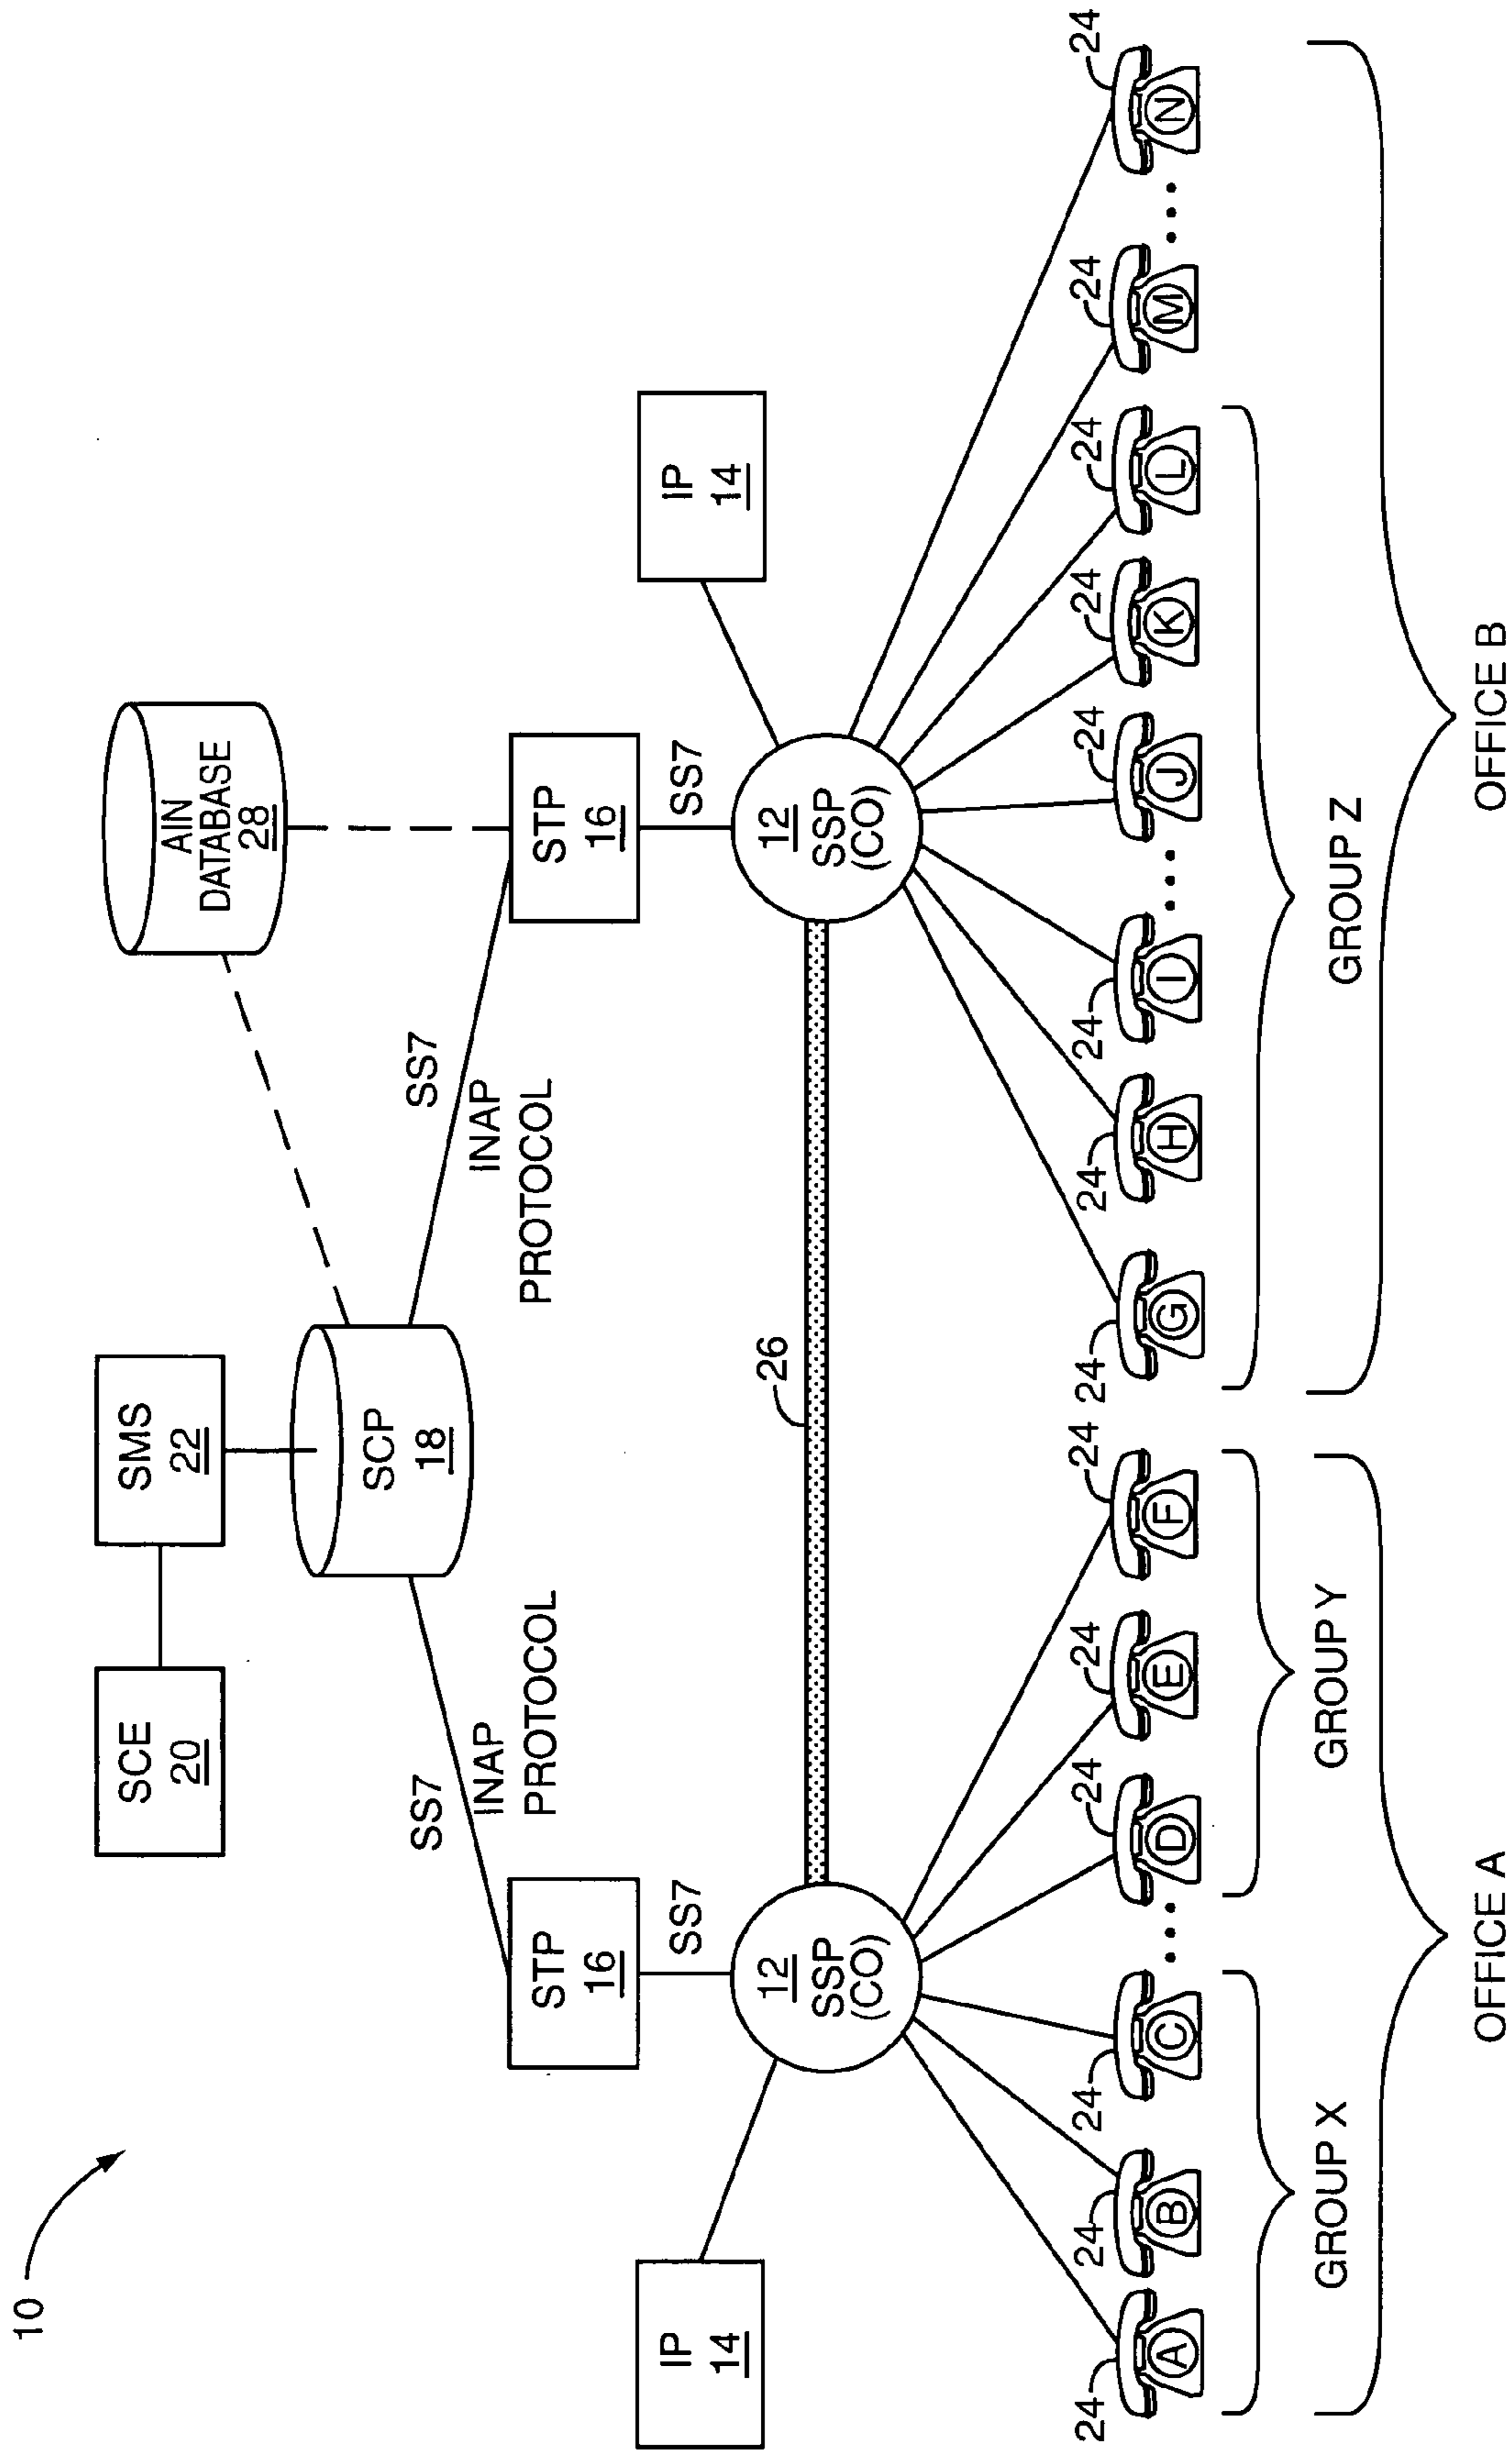 10
SCE
20
SMS
22
AIN
DATABASE
28
SCP
18
SS7
INAP
PROTOCOL
SS7
INAP
PROTOCOL
STP
16
STP
16
SS7
SS7
IP
14
IP
14
12
SSP
(CO)
26
12
SSP
(CO)
24
24
24
24
24
24
24
24
24
24
24
24
24
24
A
B
C
...
D
E
F
G
H
I
...
J
K
L
M
...
N
GROUP X
GROUP Y
GROUP Z
OFFICE A
OFFICE B